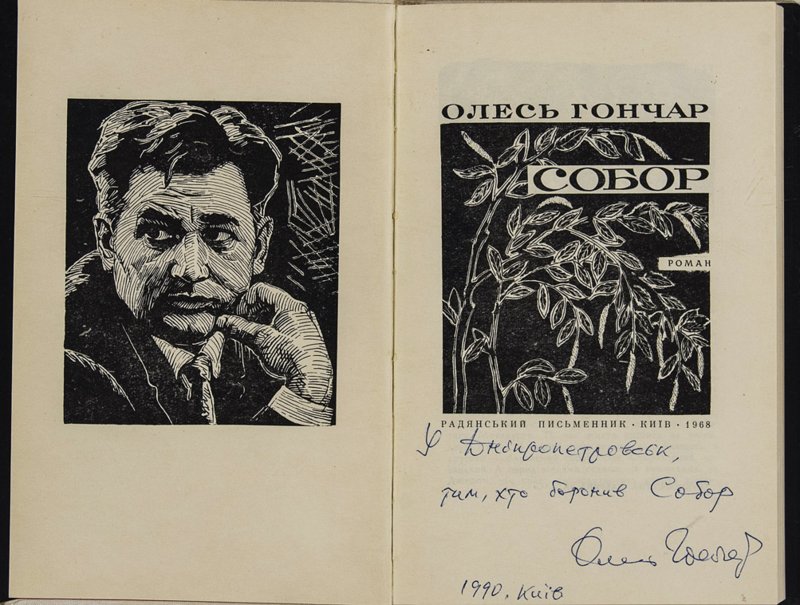 ОЛЕСЬ ГОНЧАР
СОБОР
РОМАН
РАДЯНСЬКИЙ ПИСЬМЕННИК · КИЇВ · 1968
У Дніпропетровськ,
тим, хто боронив Собор
Олесь Гончар
1990, Київ